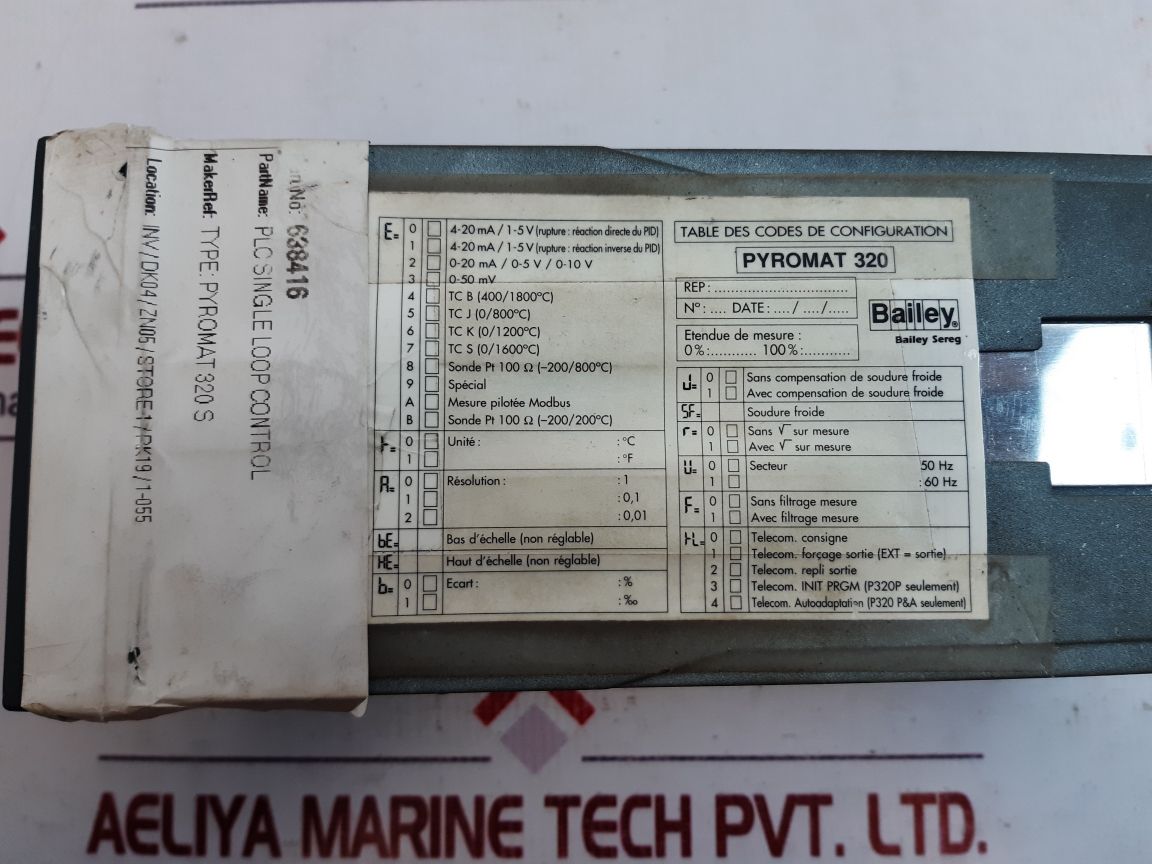 No: 638416
PartName: PLC SINGLE LOOP CONTROL
MakerRef: TYPE: PYROMAT 320 S
Location: INV/DK04/ZN05/STORE-1/RK19/1-055
E= 0 4-20 mA / 1-5 V (rupture : réaction directe du PID)
1 4-20 mA / 1-5 V (rupture : réaction inverse du PID)
2 0-20 mA / 0-5 V / 0-10 V
3 0-50 mV
4 TC B (400/1800°C)
5 TC J (0/800°C)
6 TC K (0/1200°C)
7 TC S (0/1600°C)
8 Sonde Pt 100 Ω (–200/800°C)
9 Spécial
A Mesure pilotée Modbus
B Sonde Pt 100 Ω (–200/200°C)
0 Unité : : °C
1 : °F
A= 0 Résolution : : 1
1 : 0,1
2 : 0,01
bE= Bas d'échelle (non réglable)
HE= Haut d'échelle (non réglable)
b= 0 Ecart : : %
1 : ‰
TABLE DES CODES DE CONFIGURATION
PYROMAT 320
REP : ..............................
N° : .... DATE : ..../ ..../.....
Bailey®
Bailey Sereg
Etendue de mesure :
0% :........... 100% :...........
0 Sans compensation de soudure froide
1 Avec compensation de soudure froide
SF= Soudure froide
r= 0 Sans √ sur mesure
1 Avec √ sur mesure
U= 0 Secteur 50 Hz
1 : 60 Hz
F= 0 Sans filtrage mesure
1 Avec filtrage mesure
0 Telecom. consigne
1 Telecom. forçage sortie (EXT = sortie)
2 Telecom. repli sortie
3 Telecom. INIT PRGM (P320P seulement)
4 Telecom. Autoadaptation (P320 P&A seulement)
AELIYA MARINE TECH PVT. LTD.